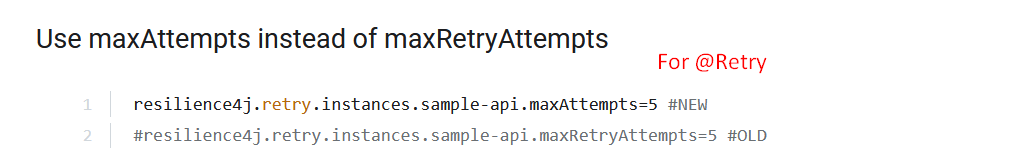 Use maxAttempts instead of maxRetryAttempts
For @Retry
1 resilience4j.retry.instances.sample-api.maxAttempts=5 #NEW
2 #resilience4j.retry.instances.sample-api.maxRetryAttempts=5 #OLD